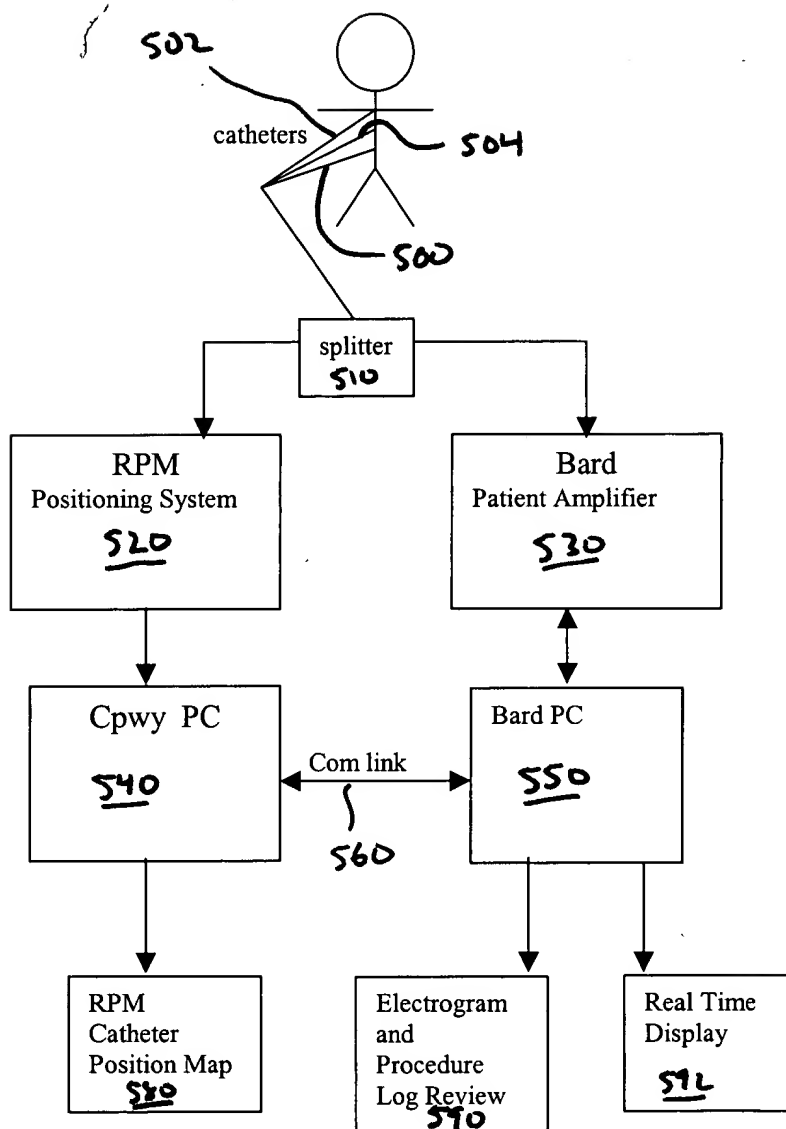 502
catheters
504
500
splitter
510
RPM
Positioning System
520
Bard
Patient Amplifier
530
Cpwy PC
540
Com link
560
Bard PC
550
RPM
Catheter
Position Map
580
Electrogram
and
Procedure
Log Review
590
Real Time
Display
592